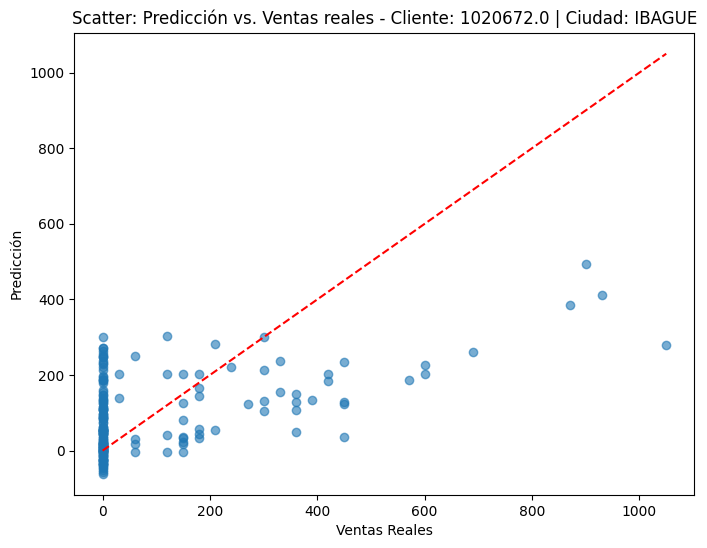 Scatter: Predicción vs. Ventas reales - Cliente: 1020672.0 | Ciudad: IBAGUE
1000
800
600
400
200
0
Predicción
0 200 400 600 800 1000
Ventas Reales